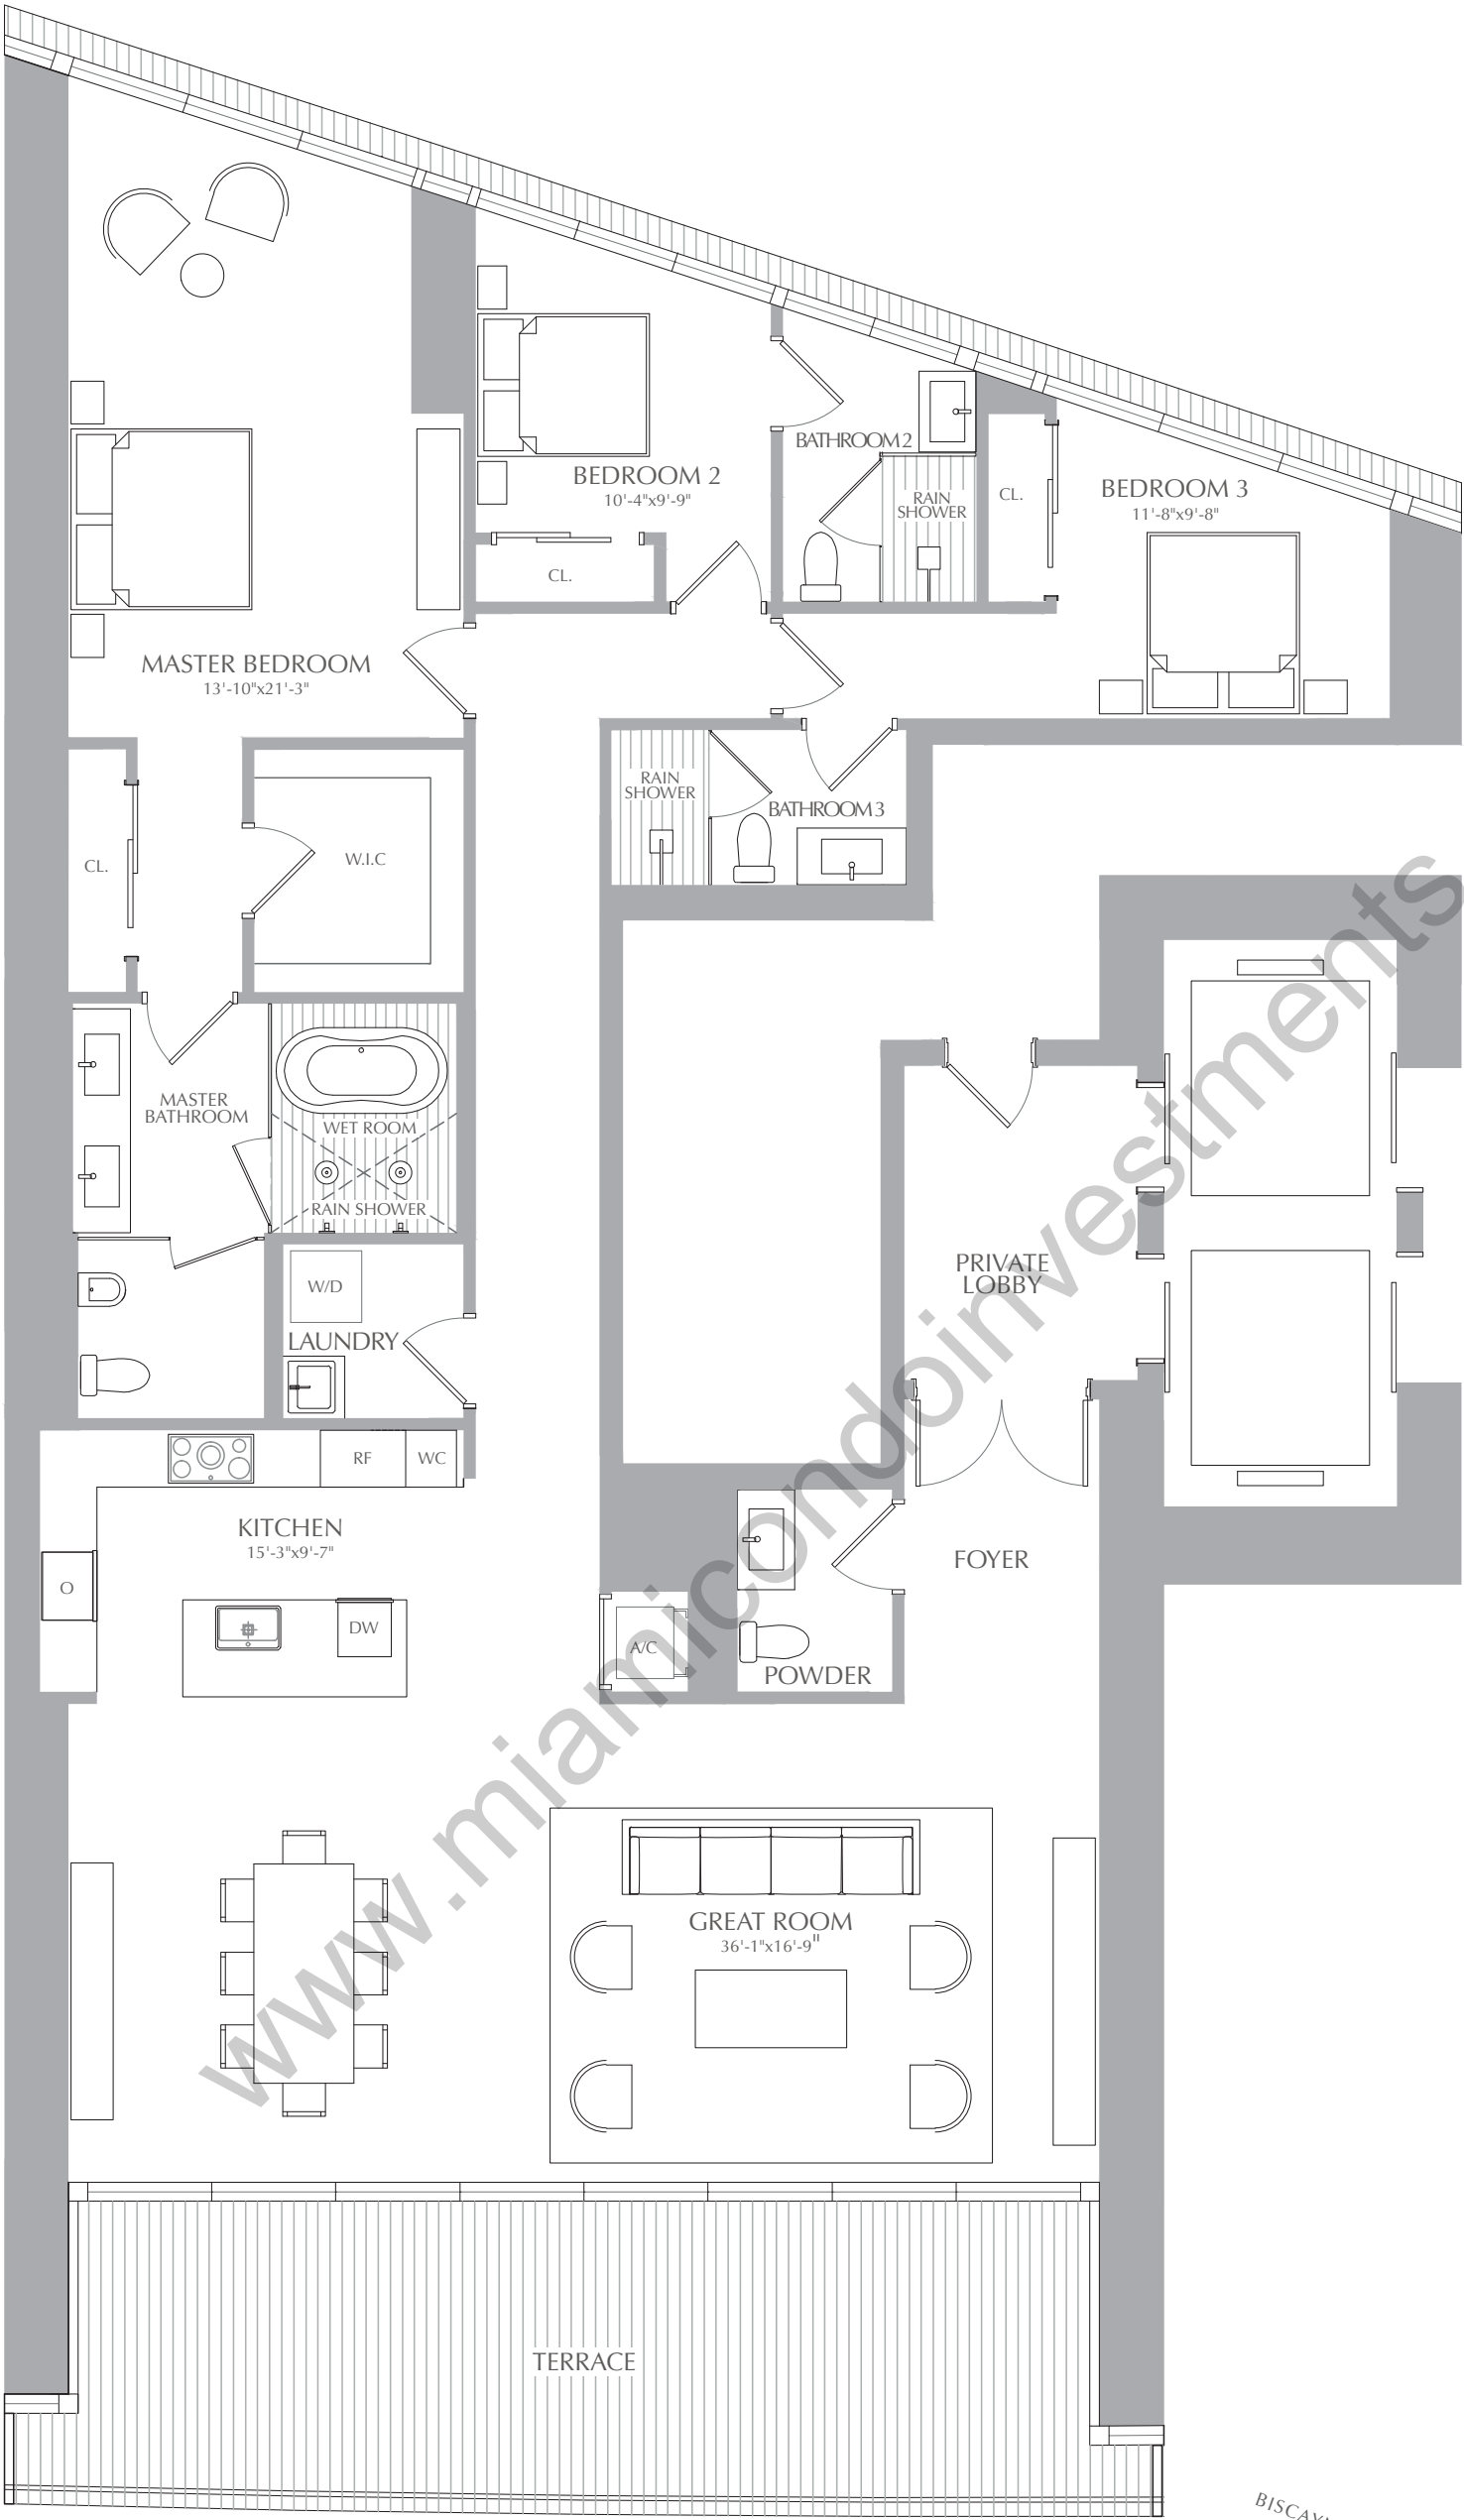 BEDROOM 2
10'-4"x9'-9"
BATHROOM 2
RAIN
SHOWER
CL.
BEDROOM 3
11'-8"x9'-8"
CL.
MASTER BEDROOM
13'-10"x21'-3"
RAIN
SHOWER
BATHROOM 3
CL.
W.I.C
MASTER
BATHROOM
WET ROOM
RAIN SHOWER
W/D
LAUNDRY
PRIVATE
LOBBY
RF
WC
KITCHEN
15'-3"x9'-7"
FOYER
O
DW
A/C
POWDER
GREAT ROOM
36'-1"x16'-9"
TERRACE
www.miamicondoinvestments